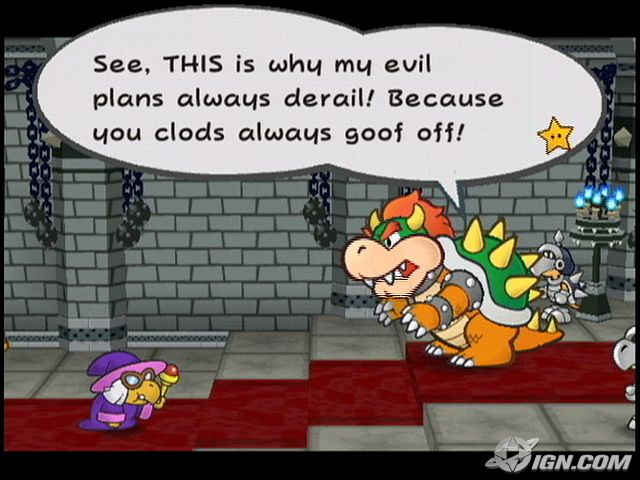 See, THIS is why my evil
plans always derail! Because
you clods always goof off!
IGN.COM